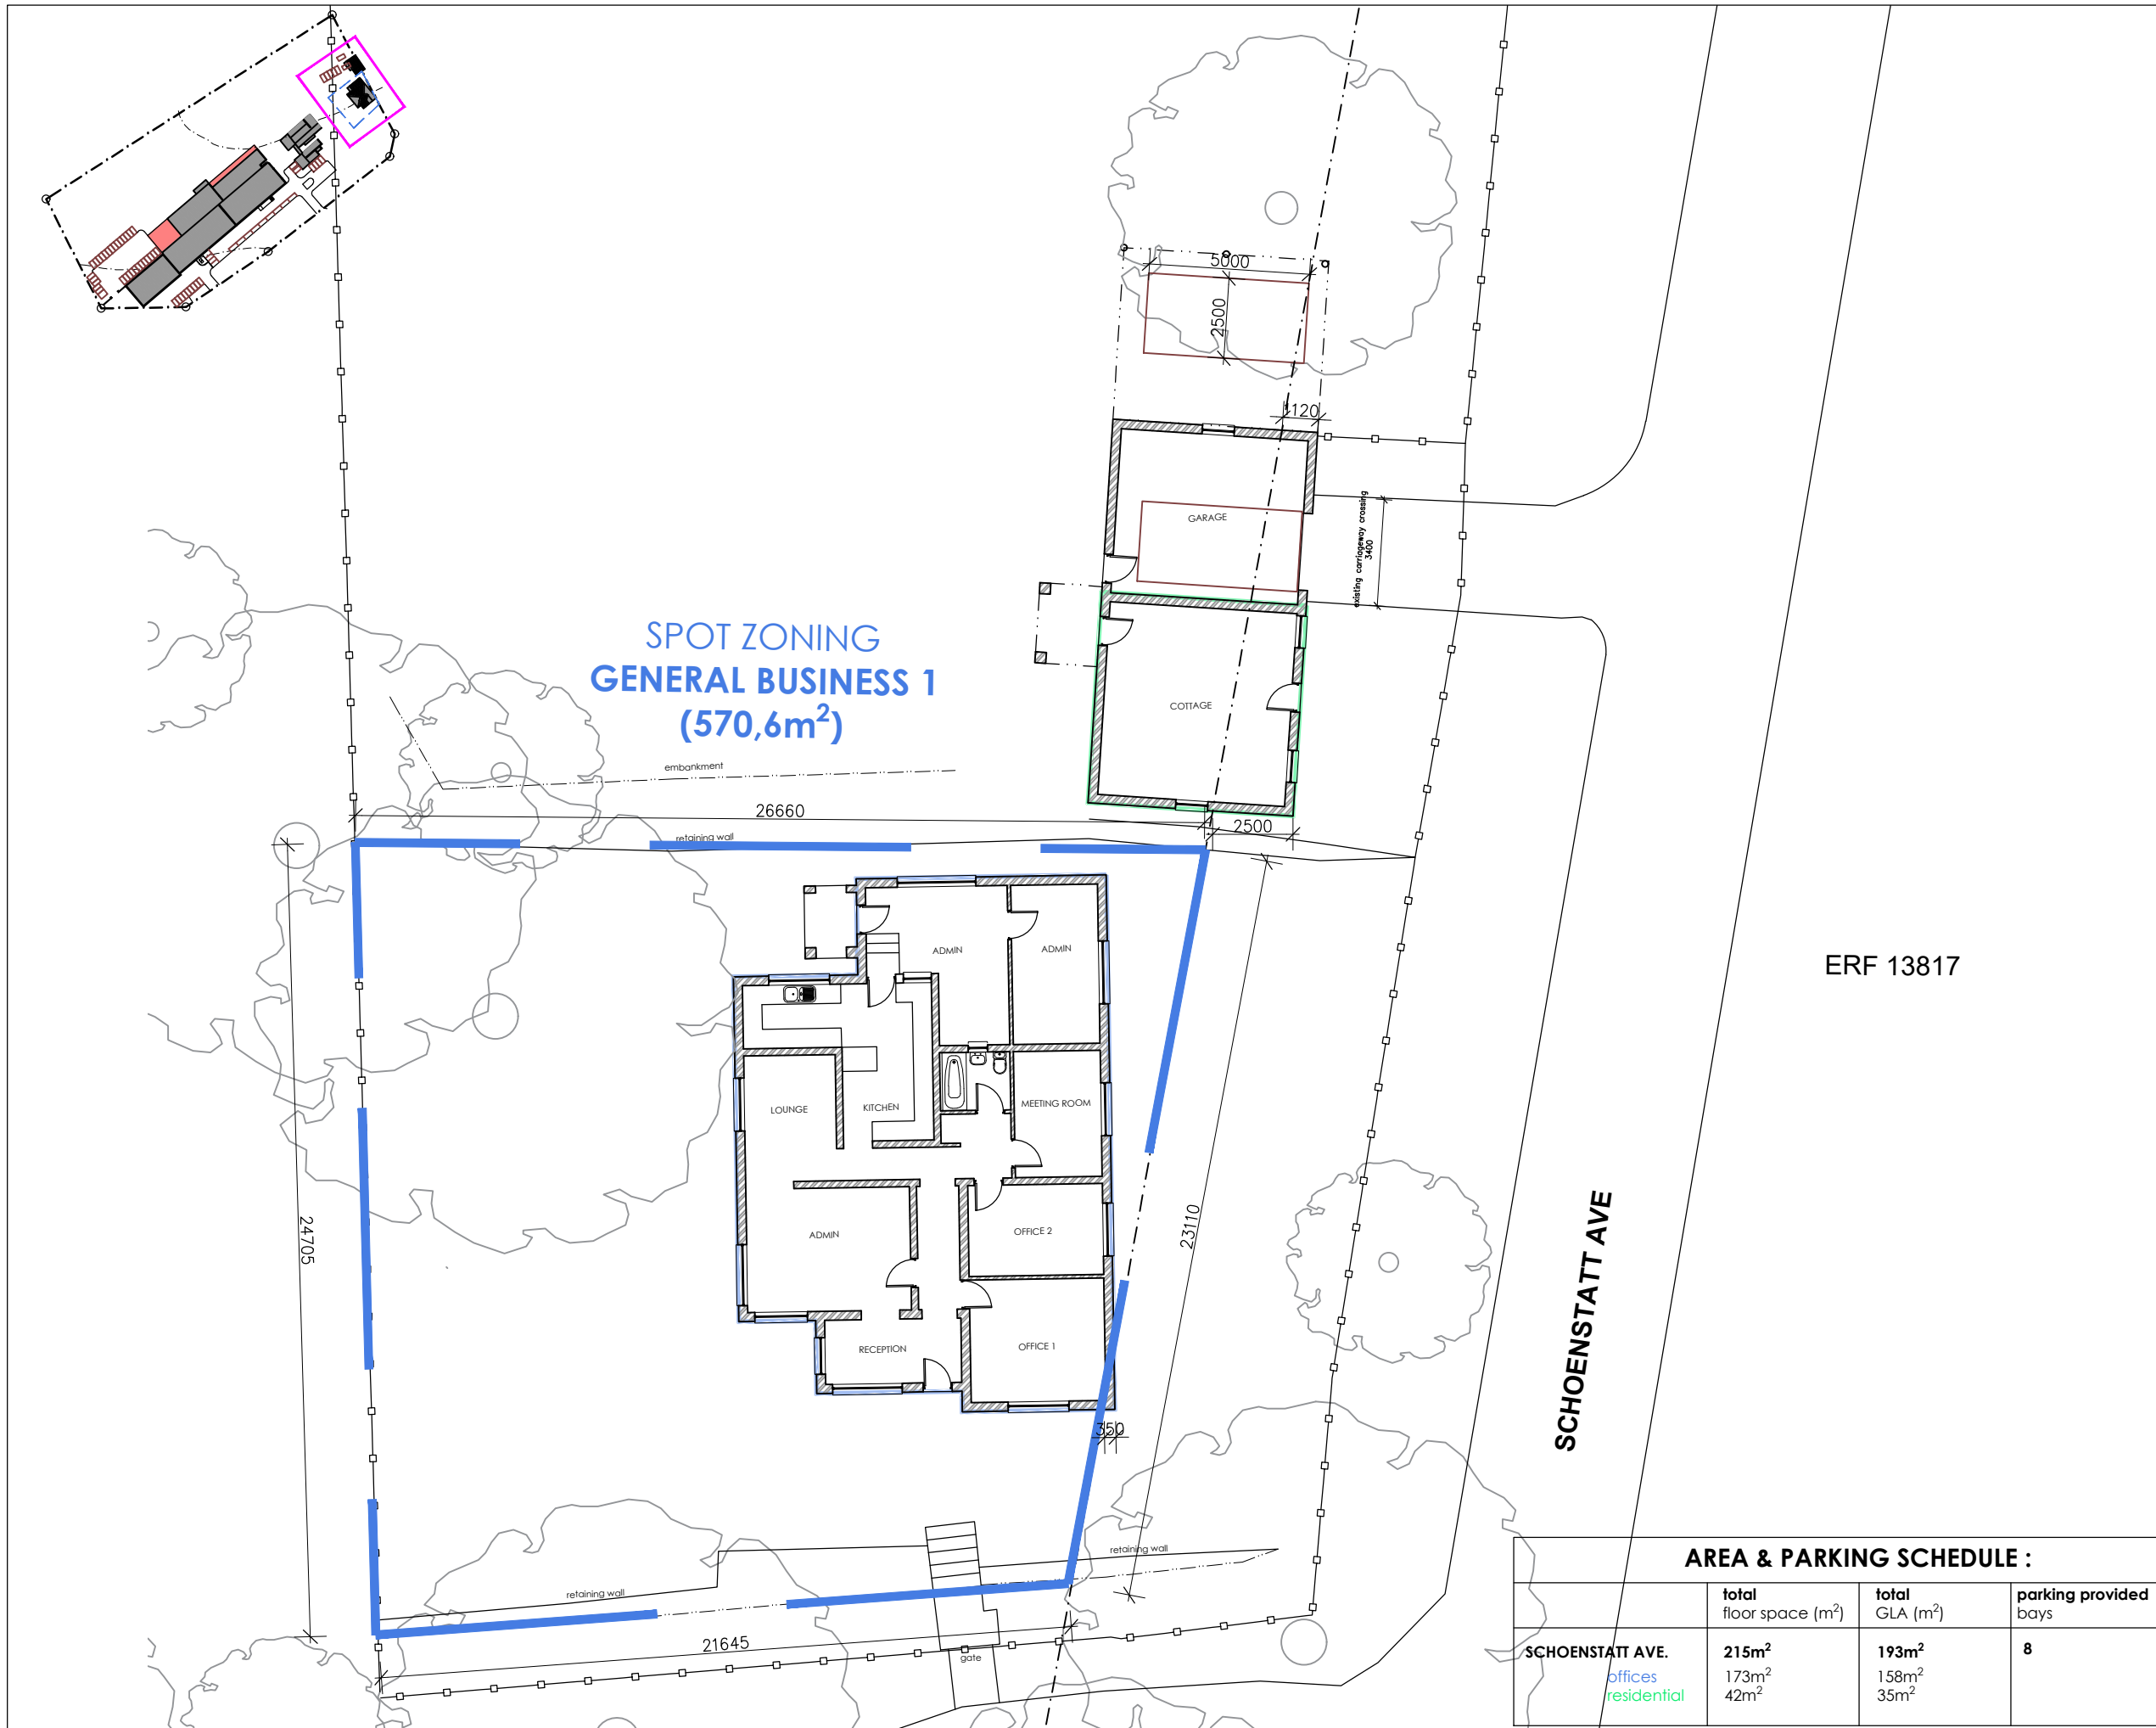 5000
2500
1120
GARAGE
existing carriageway crossing
3400
SPOT ZONING
GENERAL BUSINESS 1
(570,6m²)
COTTAGE
embankment
26660
2500
retaining wall
ADMIN
ADMIN
ERF 13817
LOUNGE
KITCHEN
MEETING ROOM
24705
ADMIN
OFFICE 2
23110
SCHOENSTATT AVE
RECEPTION
OFFICE 1
350
retaining wall
retaining wall
21645
gate
AREA & PARKING SCHEDULE :
total total parking provided
floor space (m²) GLA (m²) bays
SCHOENSTATT AVE. 215m² 193m² 8
offices 173m² 158m²
residential 42m² 35m²